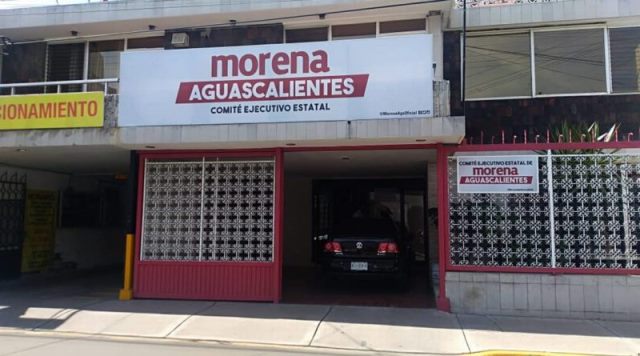 morena
AGUASCALIENTES
COMITÉ EJECUTIVO ESTATAL
CIONAMIENTO
COMITÉ EJECUTIVO ESTATAL DE
morena
AGUASCALIENTES